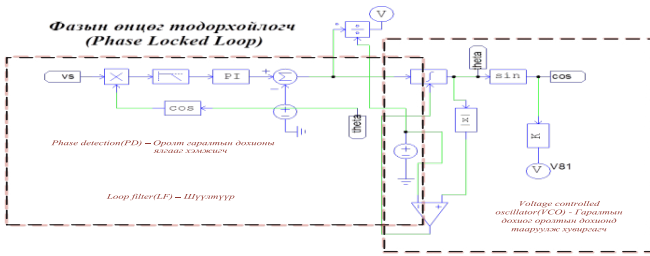 Фазын өнцөг тодорхойлогч
(Phase Locked Loop)
V
vs
PI
cos
theta
theta
sin
cos
|x|
K
V
V81
Phase detection(PD) – Оролт гаралтын дохионы
ялгааг хэмжигч
Loop filter(LF) – Шүүлтүүр
Voltage controlled
oscillator(VCO) - Гаралтын
дохиог оролтын дохионд
тааруулж хувиргагч